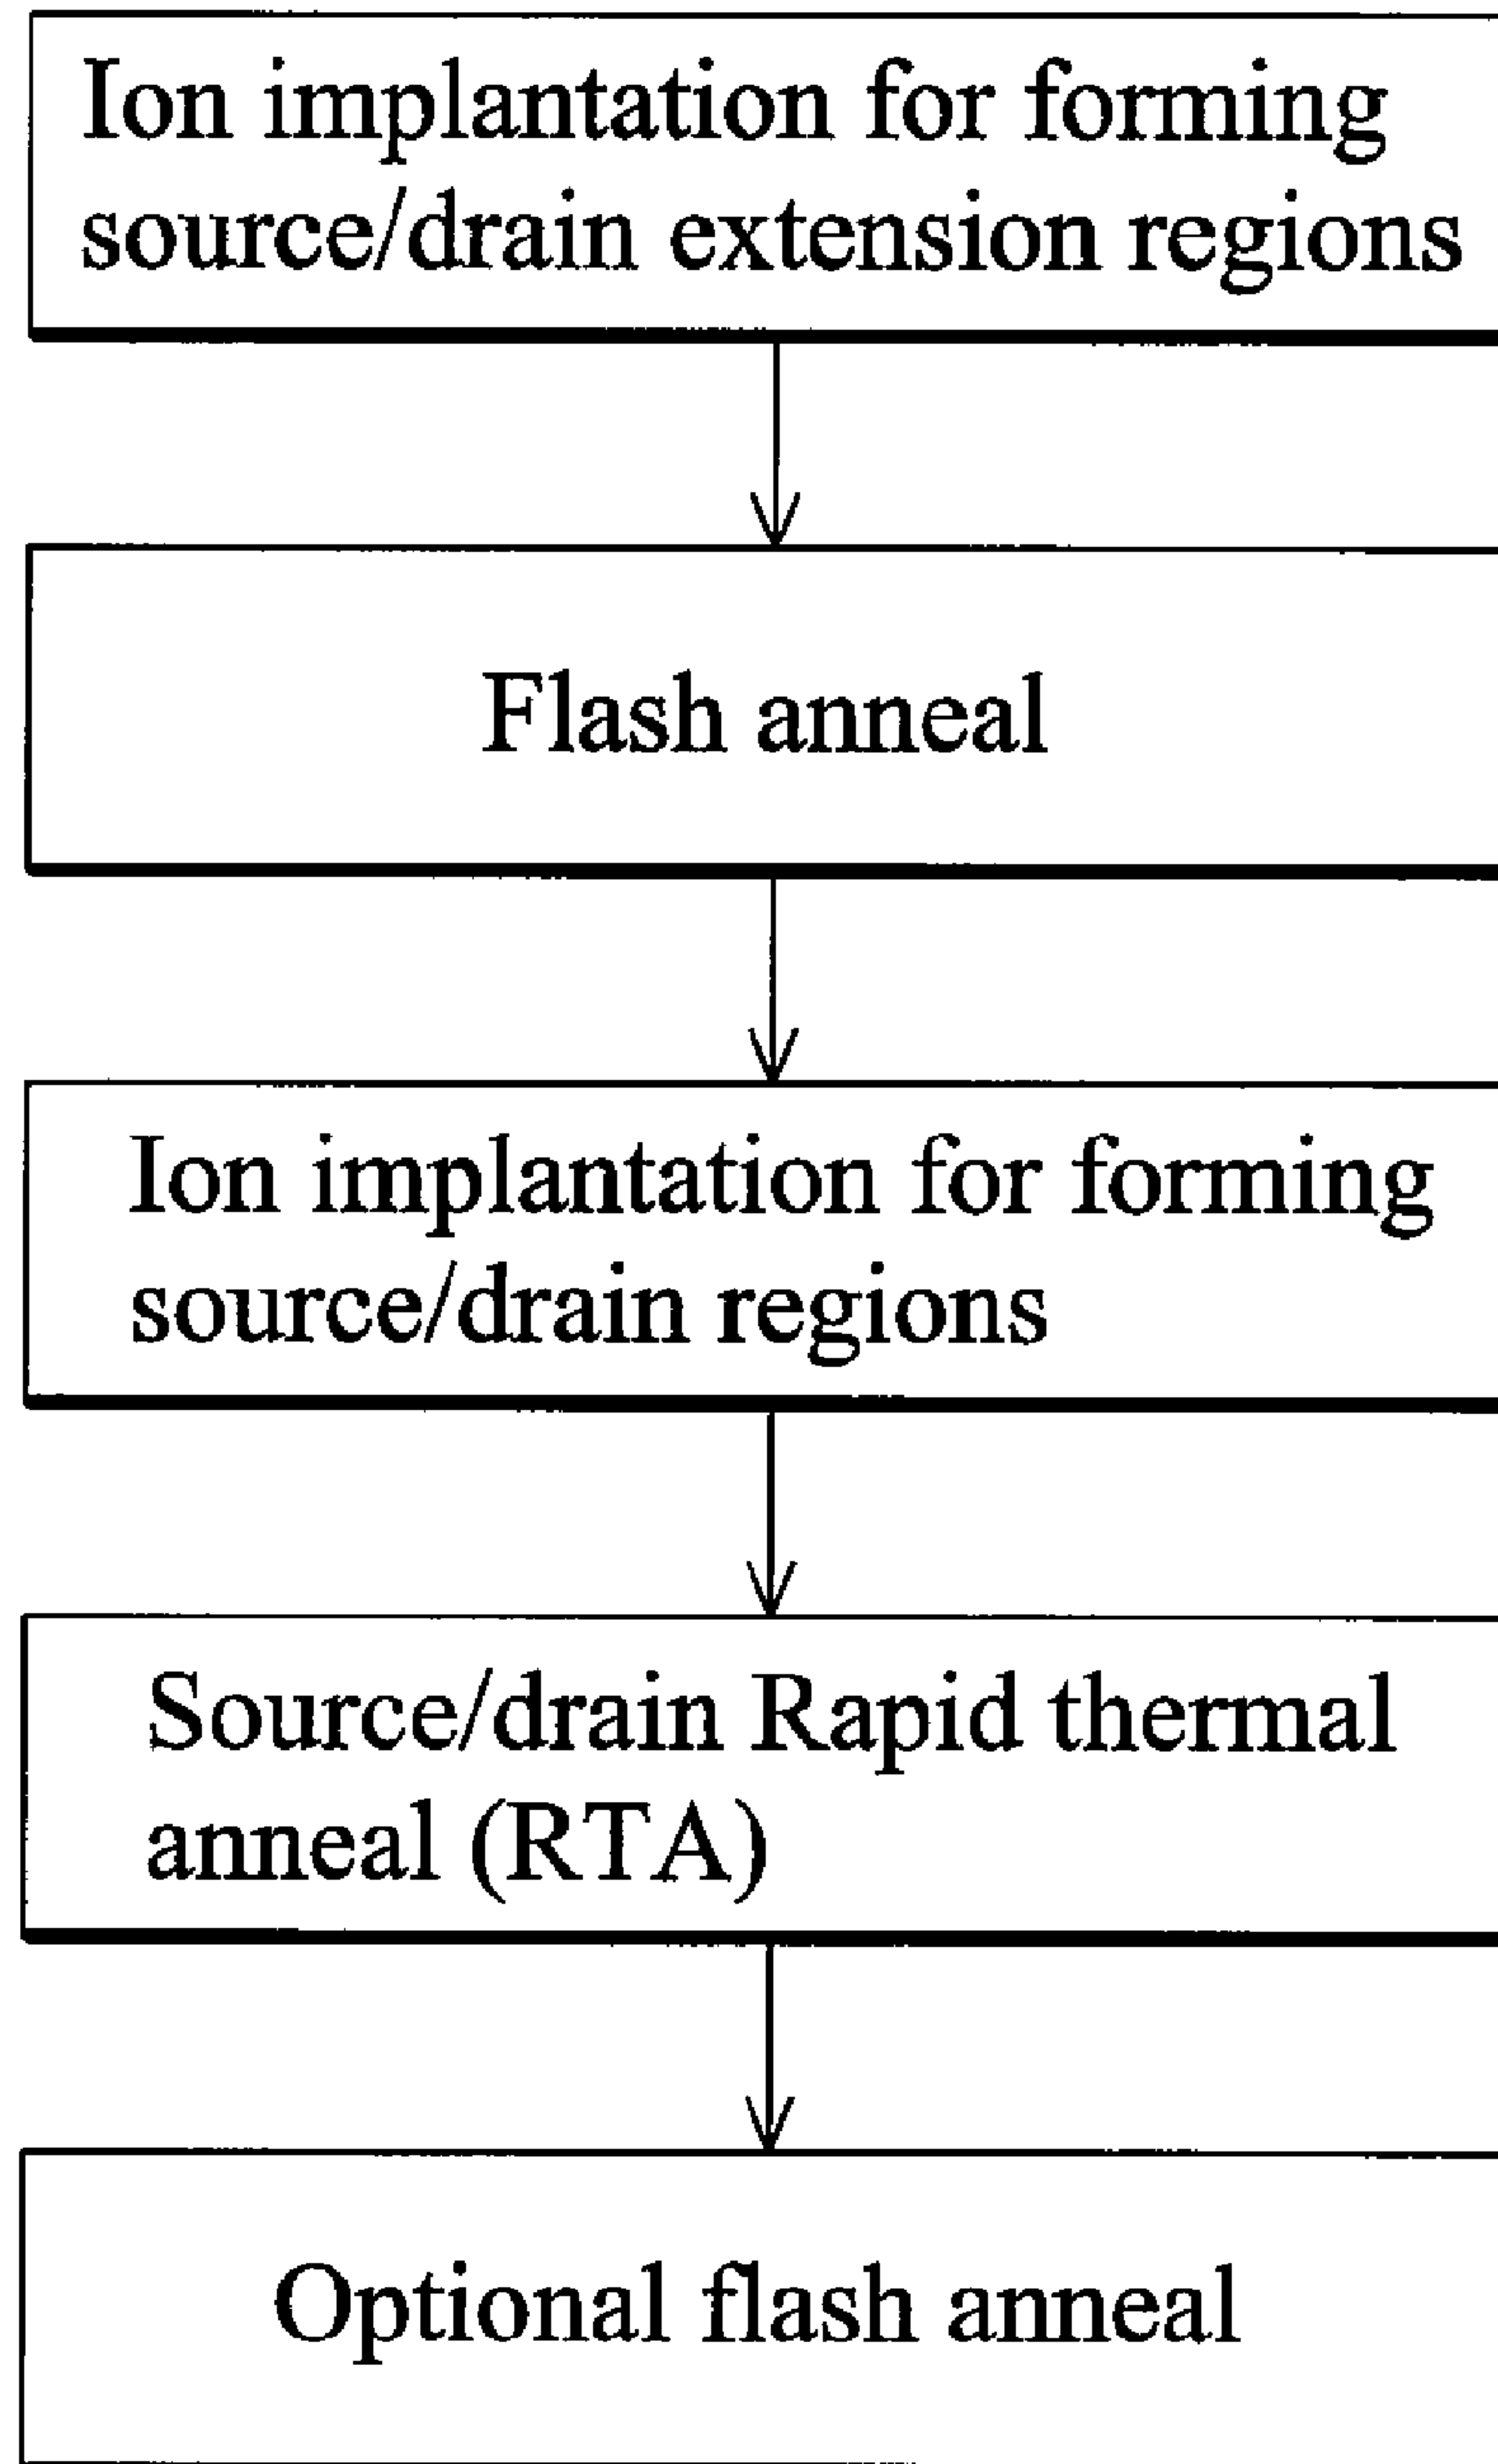 Ion implantation for forming
source/drain extension regions
Flash anneal
Ion implantation for forming
source/drain regions
Source/drain Rapid thermal
anneal (RTA)
Optional flash anneal